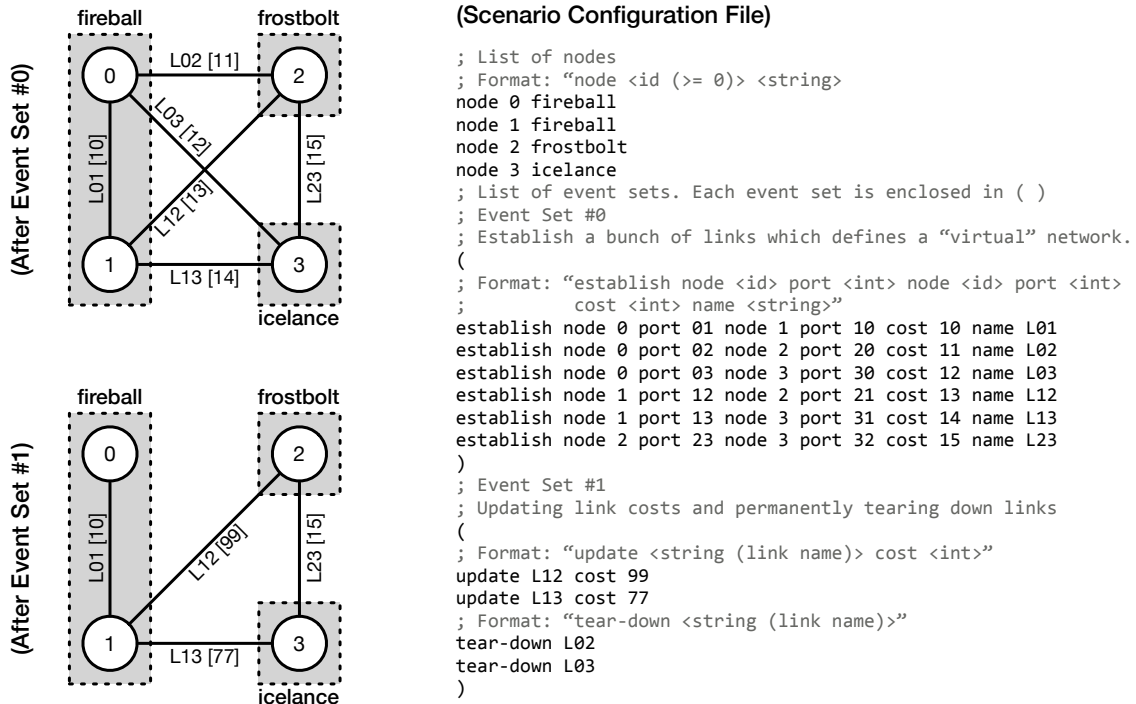 (After Event Set #0)
fireball
frostbolt
0
L02 [11]
2
L03 [12]
L01 [10]
L23 [15]
L12 [13]
1
L13 [14]
3
icelance
(After Event Set #1)
fireball
frostbolt
0
2
L01 [10]
L12 [99]
L23 [15]
1
L13 [77]
3
icelance
(Scenario Configuration File)
; List of nodes
; Format: “node <id (>= 0)> <string>
node 0 fireball
node 1 fireball
node 2 frostbolt
node 3 icelance
; List of event sets. Each event set is enclosed in ( )
; Event Set #0
; Establish a bunch of links which defines a “virtual” network.
(
; Format: “establish node <id> port <int> node <id> port <int>
;          cost <int> name <string>”
establish node 0 port 01 node 1 port 10 cost 10 name L01
establish node 0 port 02 node 2 port 20 cost 11 name L02
establish node 0 port 03 node 3 port 30 cost 12 name L03
establish node 1 port 12 node 2 port 21 cost 13 name L12
establish node 1 port 13 node 3 port 31 cost 14 name L13
establish node 2 port 23 node 3 port 32 cost 15 name L23
)
; Event Set #1
; Updating link costs and permanently tearing down links
(
; Format: “update <string (link name)> cost <int>”
update L12 cost 99
update L13 cost 77
; Format: “tear-down <string (link name)>”
tear-down L02
tear-down L03
)